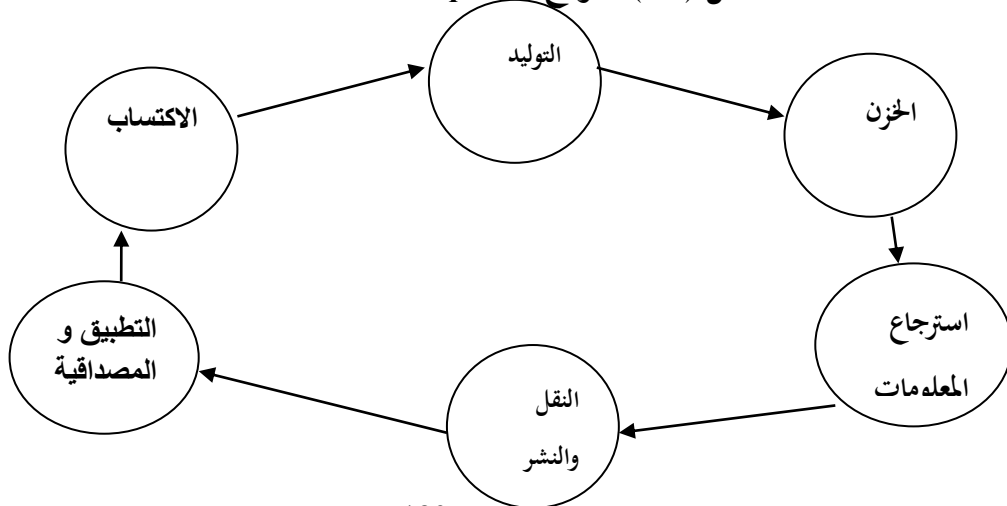 التوليد
الخزن
الاكتساب
استرجاع
المعلومات
التطبيق و
المصداقية
النقل
والنشر